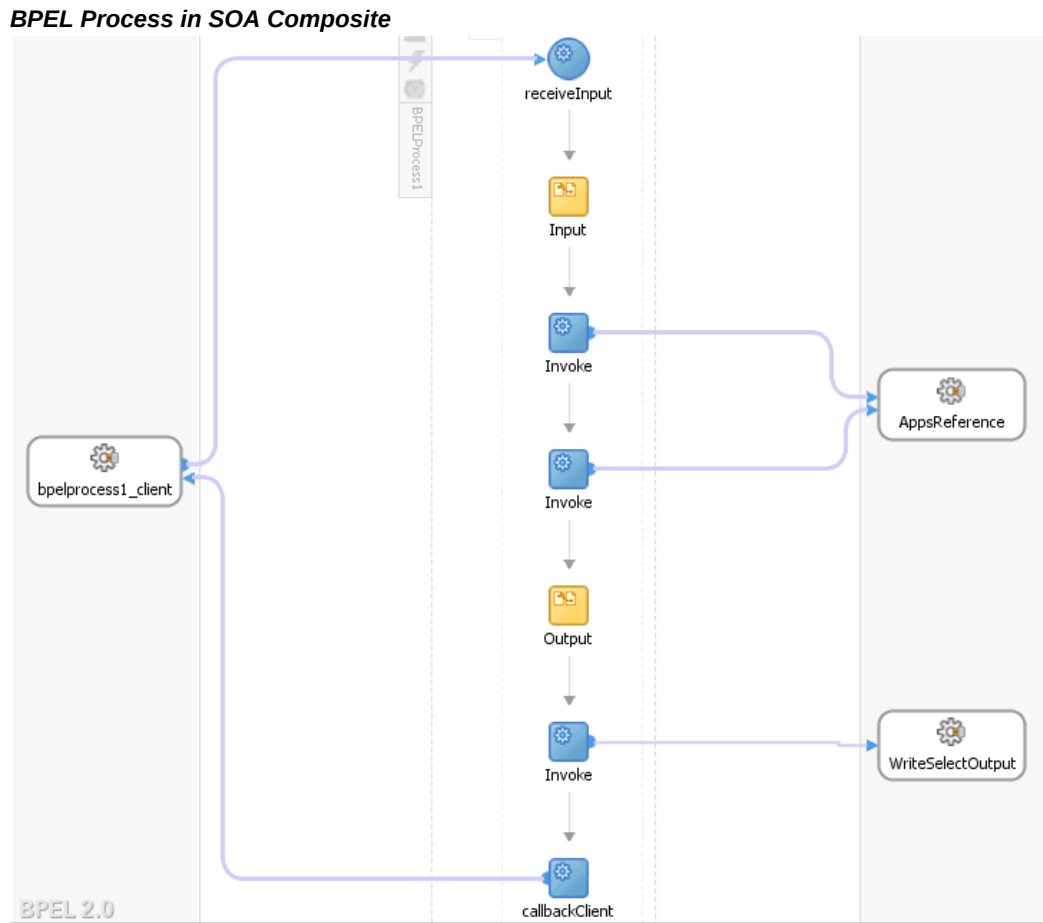 BPEL Process in SOA Composite
receiveInput
BPELProcess1
Input
Invoke
AppsReference
bpelprocess1_client
Invoke
Output
Invoke
WriteSelectOutput
callbackClient
BPEL 2.0